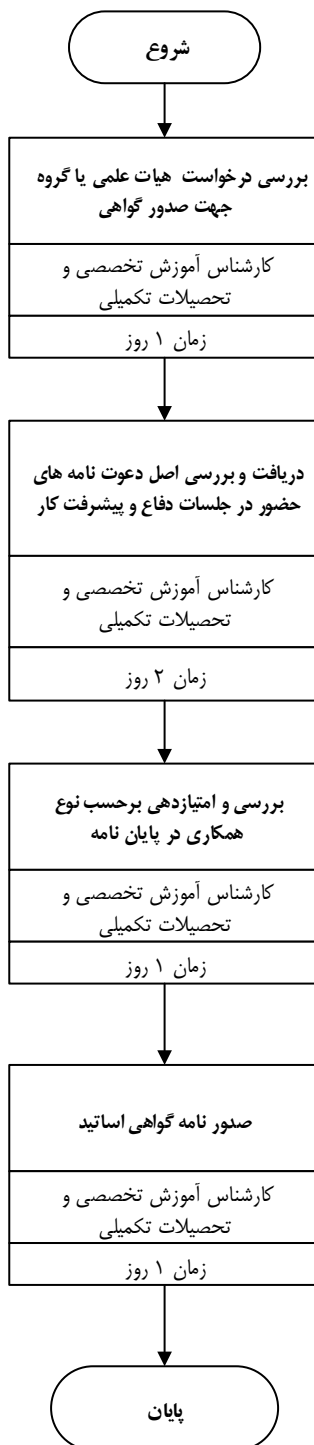 شروع
بررسی درخواست هیات علمی یا گروه
جهت صدور گواهی
کارشناس آموزش تخصصی و
تحصیلات تکمیلی
زمان ۱ روز
دریافت و بررسی اصل دعوت نامه های
حضور در جلسات دفاع و پیشرفت کار
کارشناس آموزش تخصصی و
تحصیلات تکمیلی
زمان ۲ روز
بررسی و امتیازدهی برحسب نوع
همکاری در پایان نامه
کارشناس آموزش تخصصی و
تحصیلات تکمیلی
زمان ۱ روز
صدور نامه گواهی اساتید
کارشناس آموزش تخصصی و
تحصیلات تکمیلی
زمان ۱ روز
پایان